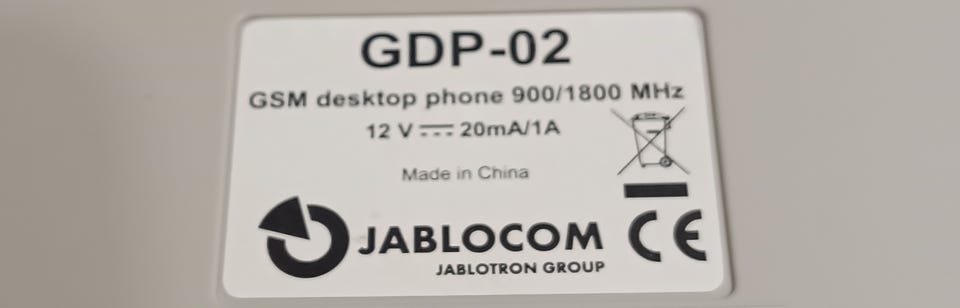 GDP-02
GSM desktop phone 900/1800 MHz
12 V ⎓ 20mA/1A
Made in China
JABLOCOM
JABLOTRON GROUP
CE